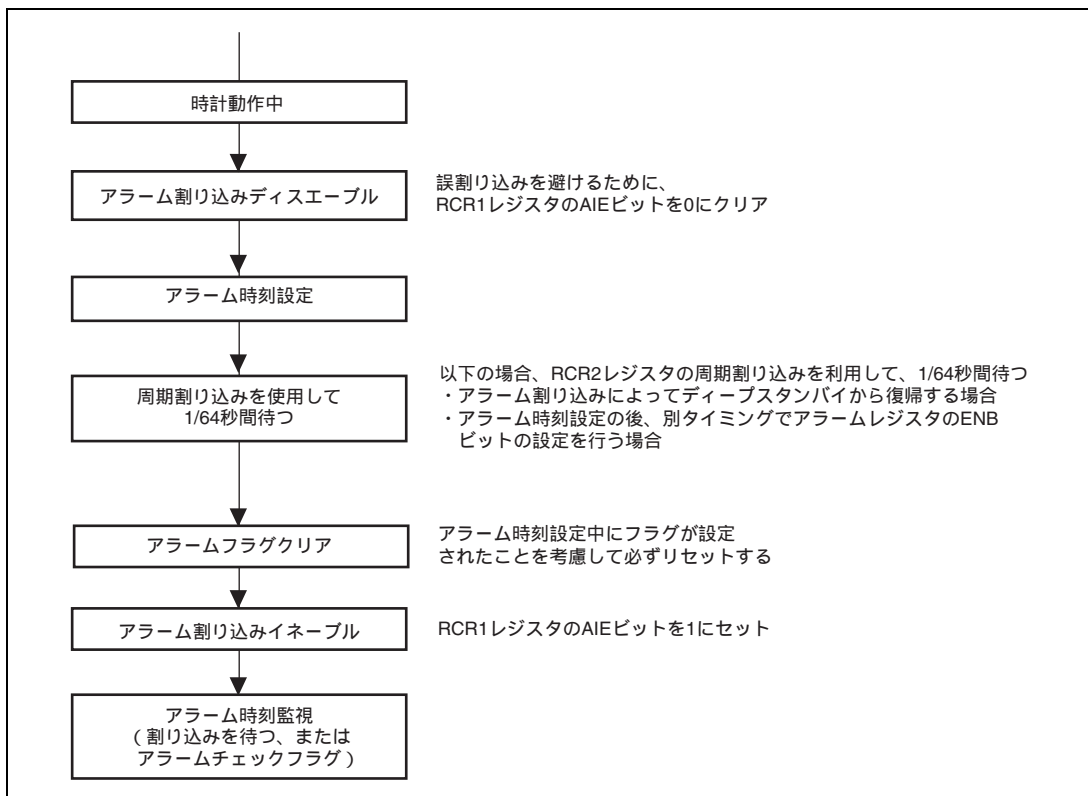 時計動作中
アラーム割り込みディスエーブル
誤割り込みを避けるために、
RCR1レジスタのAIEビットを0にクリア
アラーム時刻設定
周期割り込みを使用して
1/64秒間待つ
以下の場合、RCR2レジスタの周期割り込みを利用して、1/64秒間待つ
・アラーム割り込みによってディープスタンバイから復帰する場合
・アラーム時刻設定の後、別タイミングでアラームレジスタのENB
ビットの設定を行う場合
アラームフラグクリア
アラーム時刻設定中にフラグが設定
されたことを考慮して必ずリセットする
アラーム割り込みイネーブル
RCR1レジスタのAIEビットを1にセット
アラーム時刻監視
(割り込みを待つ、または
アラームチェックフラグ)